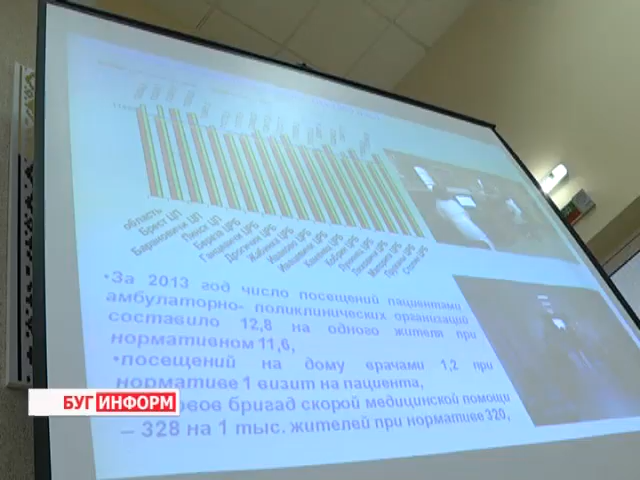 область
Брест ЦП
Барановичи ЦП
Пинск ЦП
Береза ЦРБ
Ганцевичи ЦРБ
Дрогичин ЦРБ
Жабинка ЦРБ
Иваново ЦРБ
Ивацевичи ЦРБ
Каменец ЦРБ
Кобрин ЦРБ
Лунинец ЦРБ
Ляховичи ЦРБ
Малорита ЦРБ
Пружаны ЦРБ
Столин ЦРБ
•За 2013 год число посещений пациентами
амбулаторно- поликлинических организаций
составило 12,8 на одного жителя при
нормативном 11,6,
•посещений на дому врачами 1,2 при
нормативе 1 визит на пациента,
бригад скорой медицинской помощи
– 328 на 1 тыс. жителей при нормативе 320,
БУГИНФОРМ